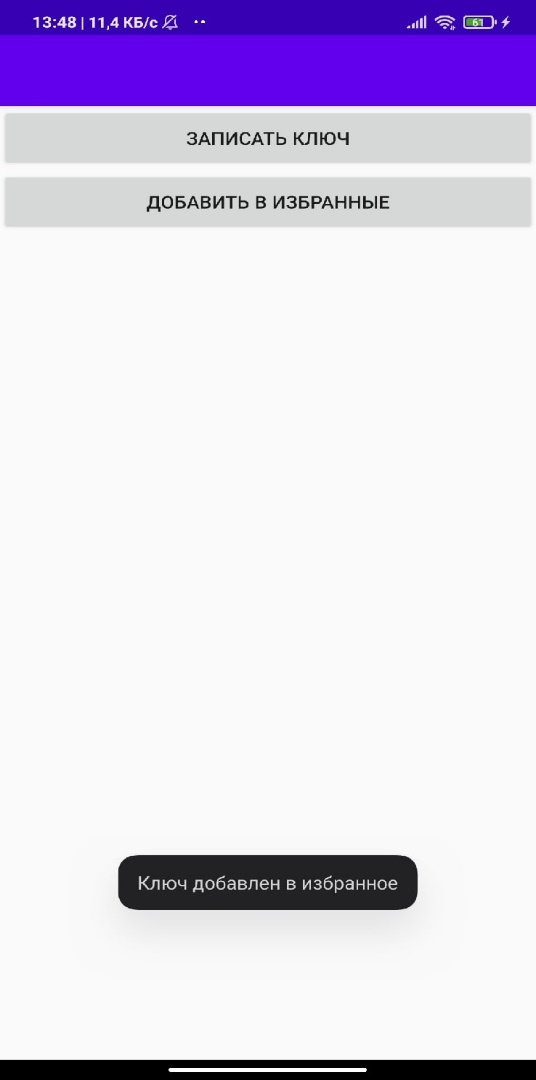 13:48 | 11,4 КБ/с
61
ЗАПИСАТЬ КЛЮЧ
ДОБАВИТЬ В ИЗБРАННЫЕ
Ключ добавлен в избранное